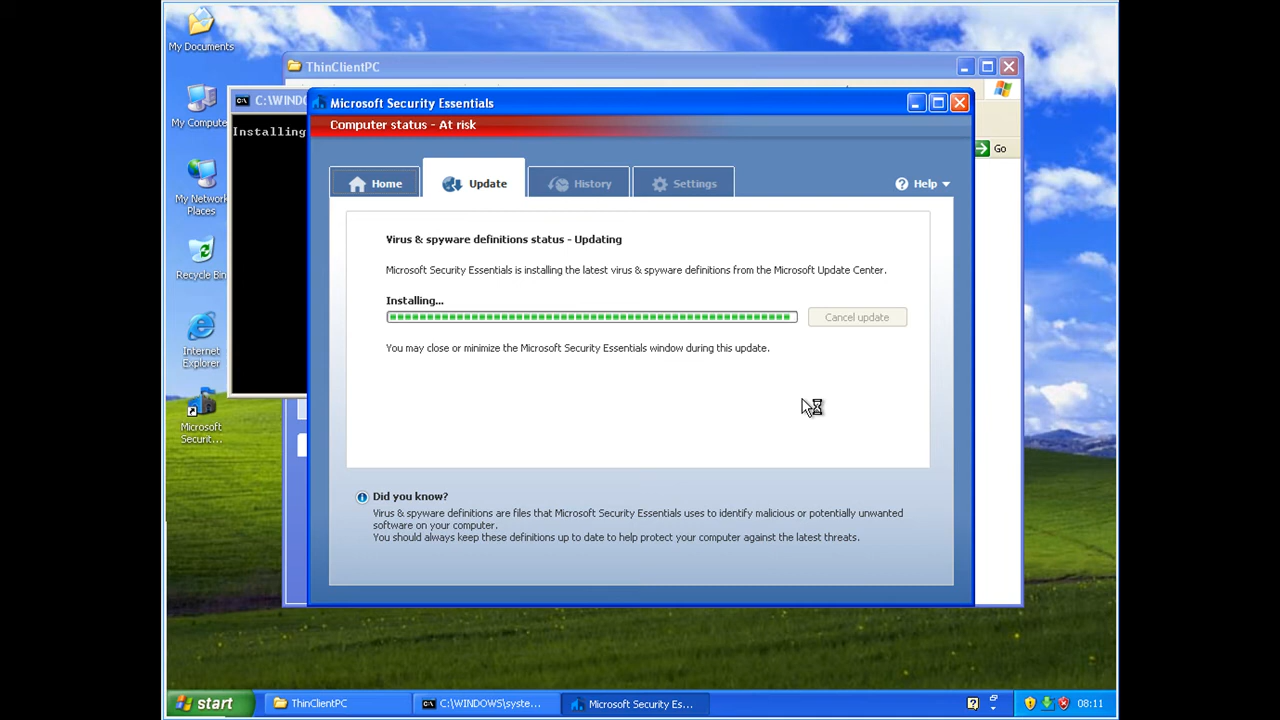 My Documents
ThinClientPC
My Compute
C:\WIND
Microsoft Security Essentials
Computer status - At risk
Installing
Go
Home
Update
History
Settings
Help
My Network
Places
Virus & spyware definitions status - Updating
Microsoft Security Essentials is installing the latest virus & spyware definitions from the Microsoft Update Center.
Recycle Bin
Installing...
Cancel update
You may close or minimize the Microsoft Security Essentials window during this update.
Internet
Explorer
Microsoft
Securit...
Did you know?
Virus & spyware definitions are files that Microsoft Security Essentials uses to identify malicious or potentially unwanted
software on your computer.
You should always keep these definitions up to date to help protect your computer against the latest threats.
start
ThinClientPC
C:\WINDOWS\syste...
Microsoft Security Es...
08:11